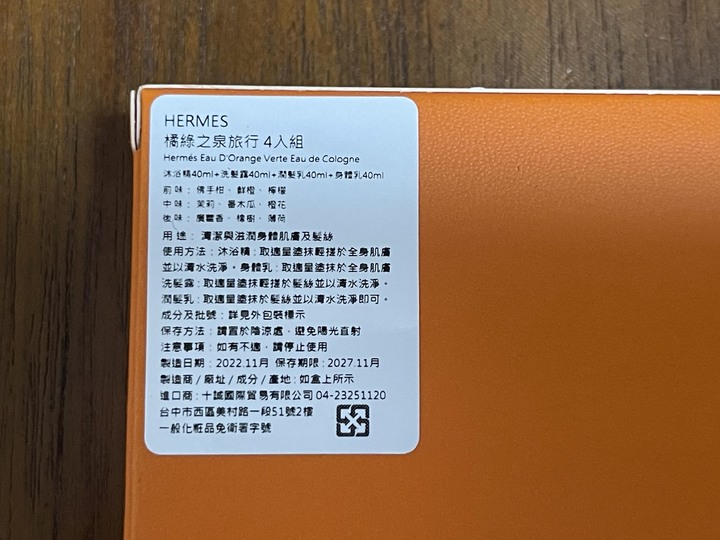 HERMES
橘綠之泉旅行 4入組
Hermés Eau D'Orange Verte Eau de Cologne
沐浴精40ml+洗髮露40ml+潤髮乳40ml+身體乳40ml
前味：佛手柑、鮮橙、檸檬
中味：茉莉、番木瓜、橙花
後味：廣藿香、橡樹、薄荷
用途：清潔與滋潤身體肌膚及髮絲
使用方法：沐浴精：取適量塗抹輕搓於全身肌膚
並以清水洗淨。身體乳：取適量塗抹於全身肌膚
洗髮露：取適量塗抹輕搓於髮絲並以清水洗淨。
潤髮乳：取適量塗抹於髮絲並以清水洗淨即可。
成分及批號：詳見外包裝標示
保存方法：請置於陰涼處，避免陽光直射
注意事項：如有不適，請停止使用
製造日期：2022.11月 保存期限：2027.11月
製造商/廠址/成分/產地：如盒上所示
進口商：十誠國際貿易有限公司 04-23251120
台中市西區美村路一段51號2樓
一般化粧品免衛署字號